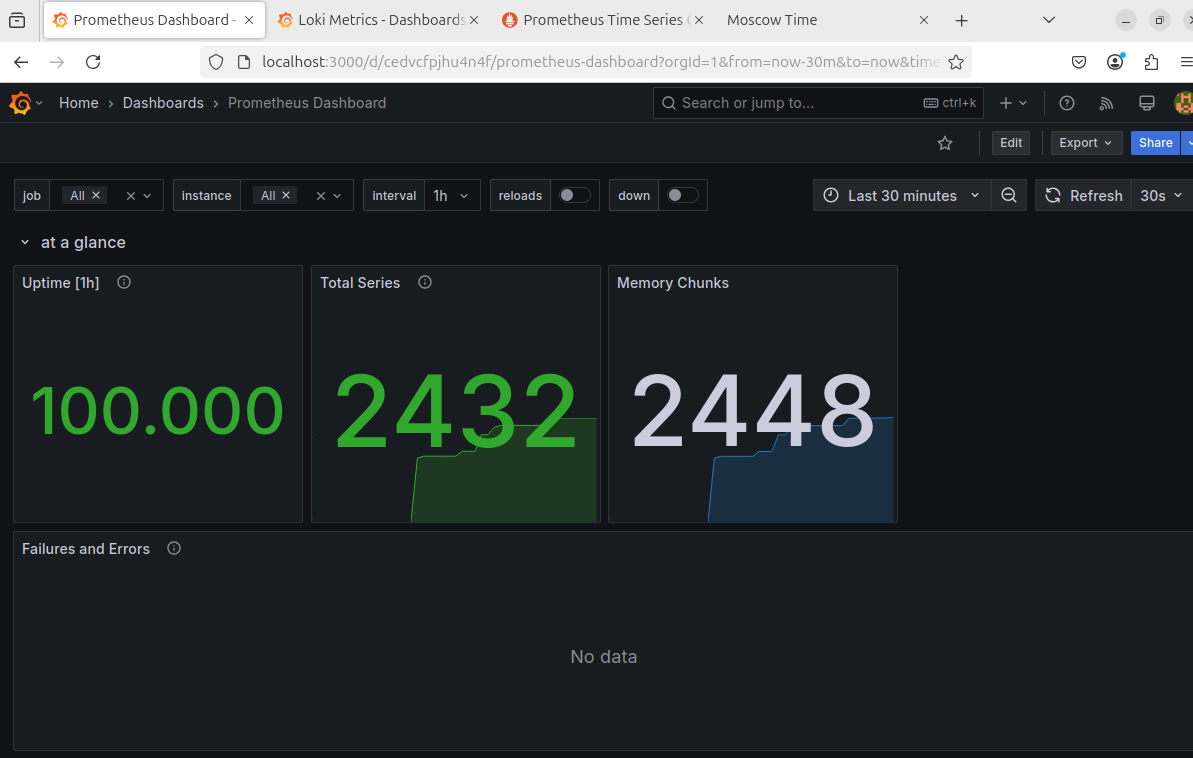 Prometheus Dashboard -
Loki Metrics - Dashboards
Prometheus Time Series
Moscow Time
localhost:3000/d/cedvcfpjhu4n4f/prometheus-dashboard?orgId=1&from=now-30m&to=now&time
Home > Dashboards > Prometheus Dashboard
Search or jump to...
ctrl+k
Edit
Export
Share
job
All
instance
All
interval
1h
reloads
down
Last 30 minutes
Refresh
30s
at a glance
Uptime [1h]
100.000
Total Series
2432
Memory Chunks
2448
Failures and Errors
No data